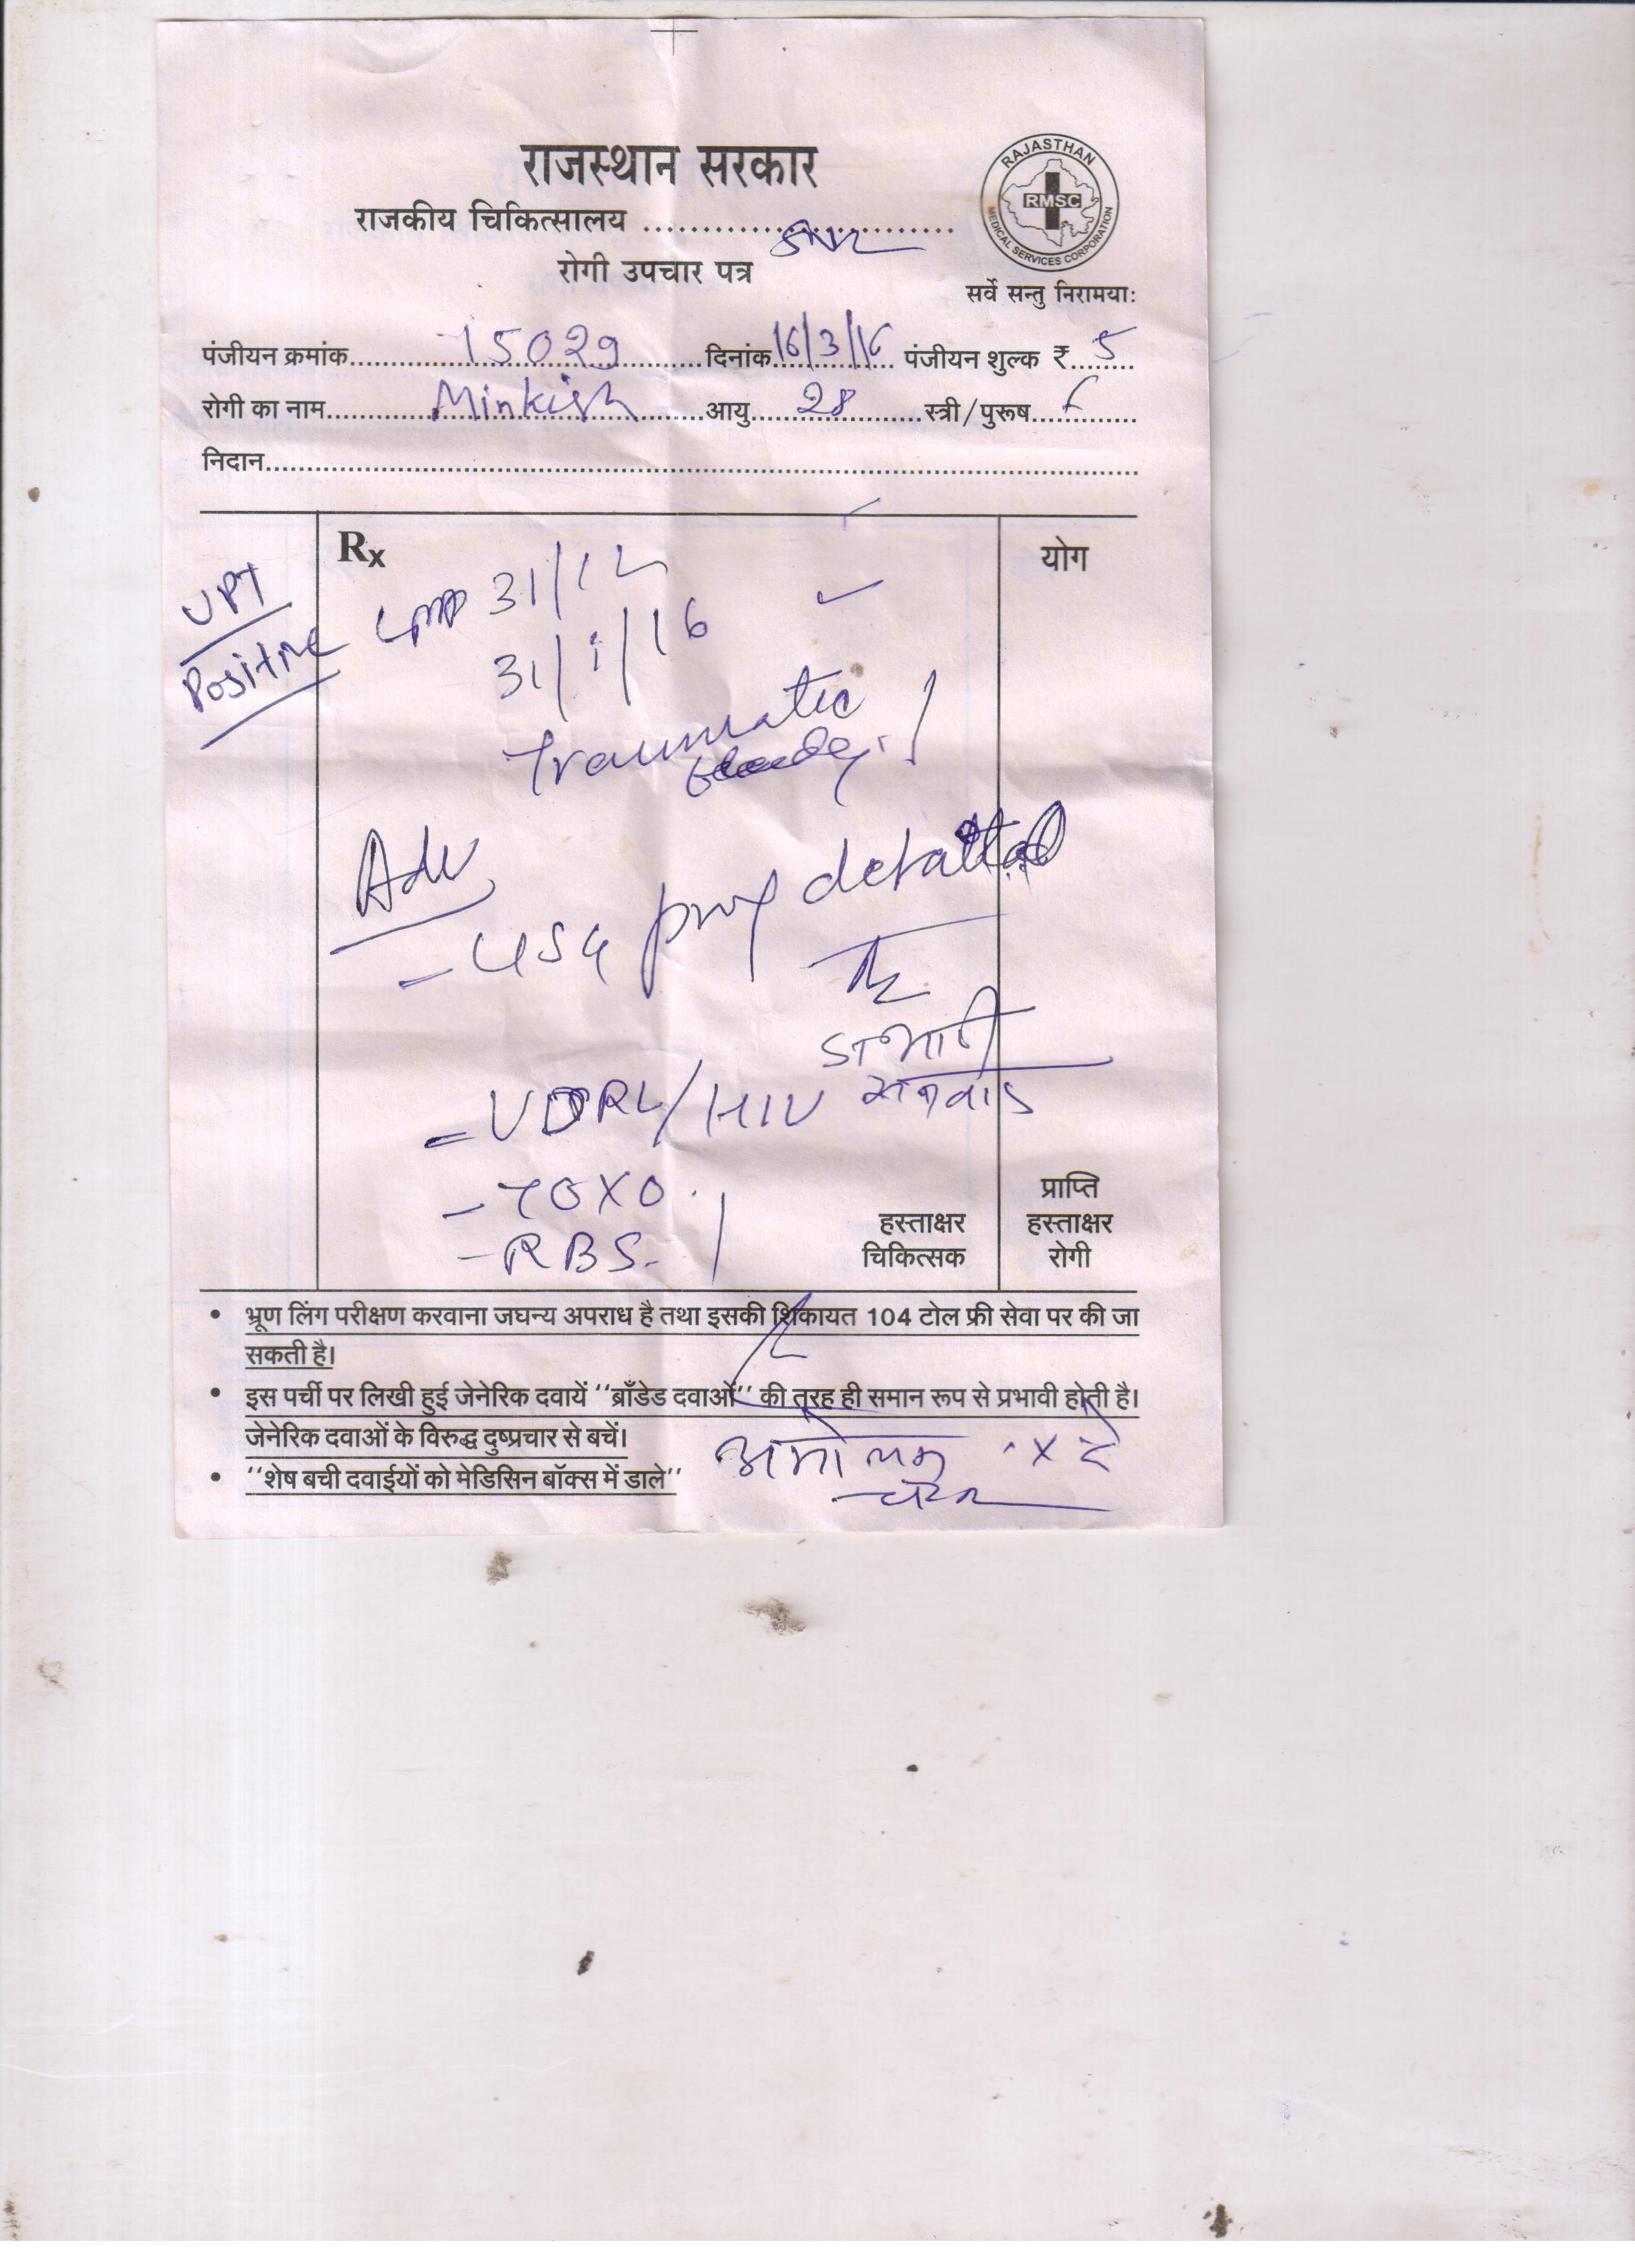 राजस्थान सरकार
RAJASTHAN
RMSC
MEDICAL SERVICES CORPORATION
राजकीय चिकित्सालय ..........................
रोगी उपचार पत्र
सर्वे सन्तु निरामयाः
पंजीयन क्रमांक 15029 दिनांक 16/3/16 पंजीयन शुल्क ₹ 5
रोगी का नाम आयु 28 स्त्री/पुरूष F
निदान
Rx
योग
UPT
Positive
LMP 31/12
31/1/16
Traumatic
Adv
- USG detailed
- VDRL/HIV
- TOXO.
- RBS.
प्राप्ति
हस्ताक्षर
चिकित्सक
हस्ताक्षर
रोगी
• भ्रूण लिंग परीक्षण करवाना जघन्य अपराध है तथा इसकी शिकायत 104 टोल फ्री सेवा पर की जा
सकती है।
• इस पर्ची पर लिखी हुई जेनेरिक दवायें ''ब्राँडेड दवाओं'' की तरह ही समान रूप से प्रभावी होती है।
जेनेरिक दवाओं के विरुद्ध दुष्प्रचार से बचें।
• ''शेष बची दवाईयों को मेडिसिन बॉक्स में डाले''